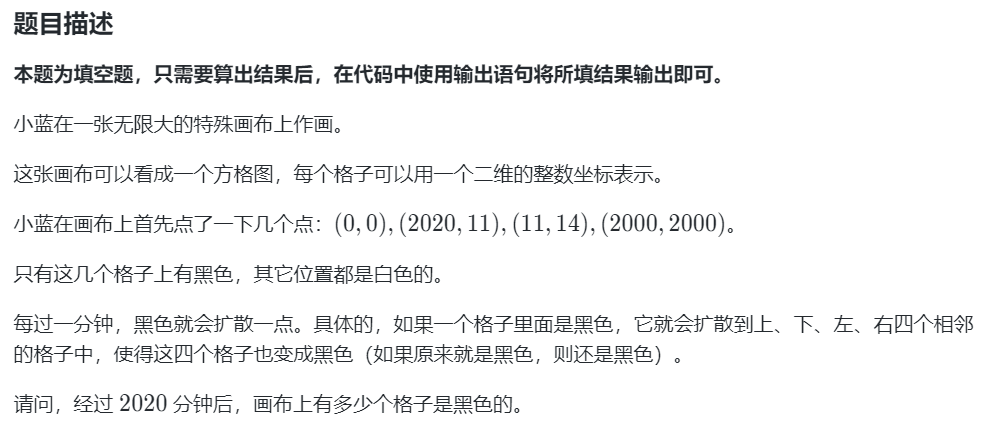 题目描述
本题为填空题，只需要算出结果后，在代码中使用输出语句将所填结果输出即可。
小蓝在一张无限大的特殊画布上作画。
这张画布可以看成一个方格图，每个格子可以用一个二维的整数坐标表示。
小蓝在画布上首先点了一下几个点：(0, 0), (2020, 11), (11, 14), (2000, 2000)。
只有这几个格子上有黑色，其它位置都是白色的。
每过一分钟，黑色就会扩散一点。具体的，如果一个格子里面是黑色，它就会扩散到上、下、左、右四个相邻
的格子中，使得这四个格子也变成黑色（如果原来就是黑色，则还是黑色）。
请问，经过 2020 分钟后，画布上有多少个格子是黑色的。